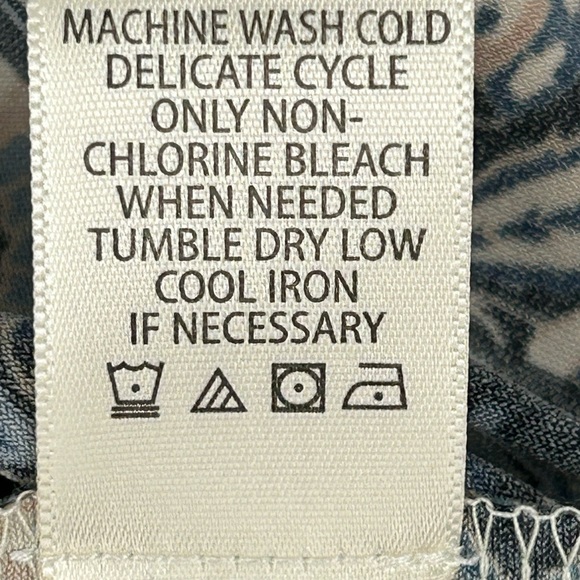 MACHINE WASH COLD
DELICATE CYCLE
ONLY NON-
CHLORINE BLEACH
WHEN NEEDED
TUMBLE DRY LOW
COOL IRON
IF NECESSARY